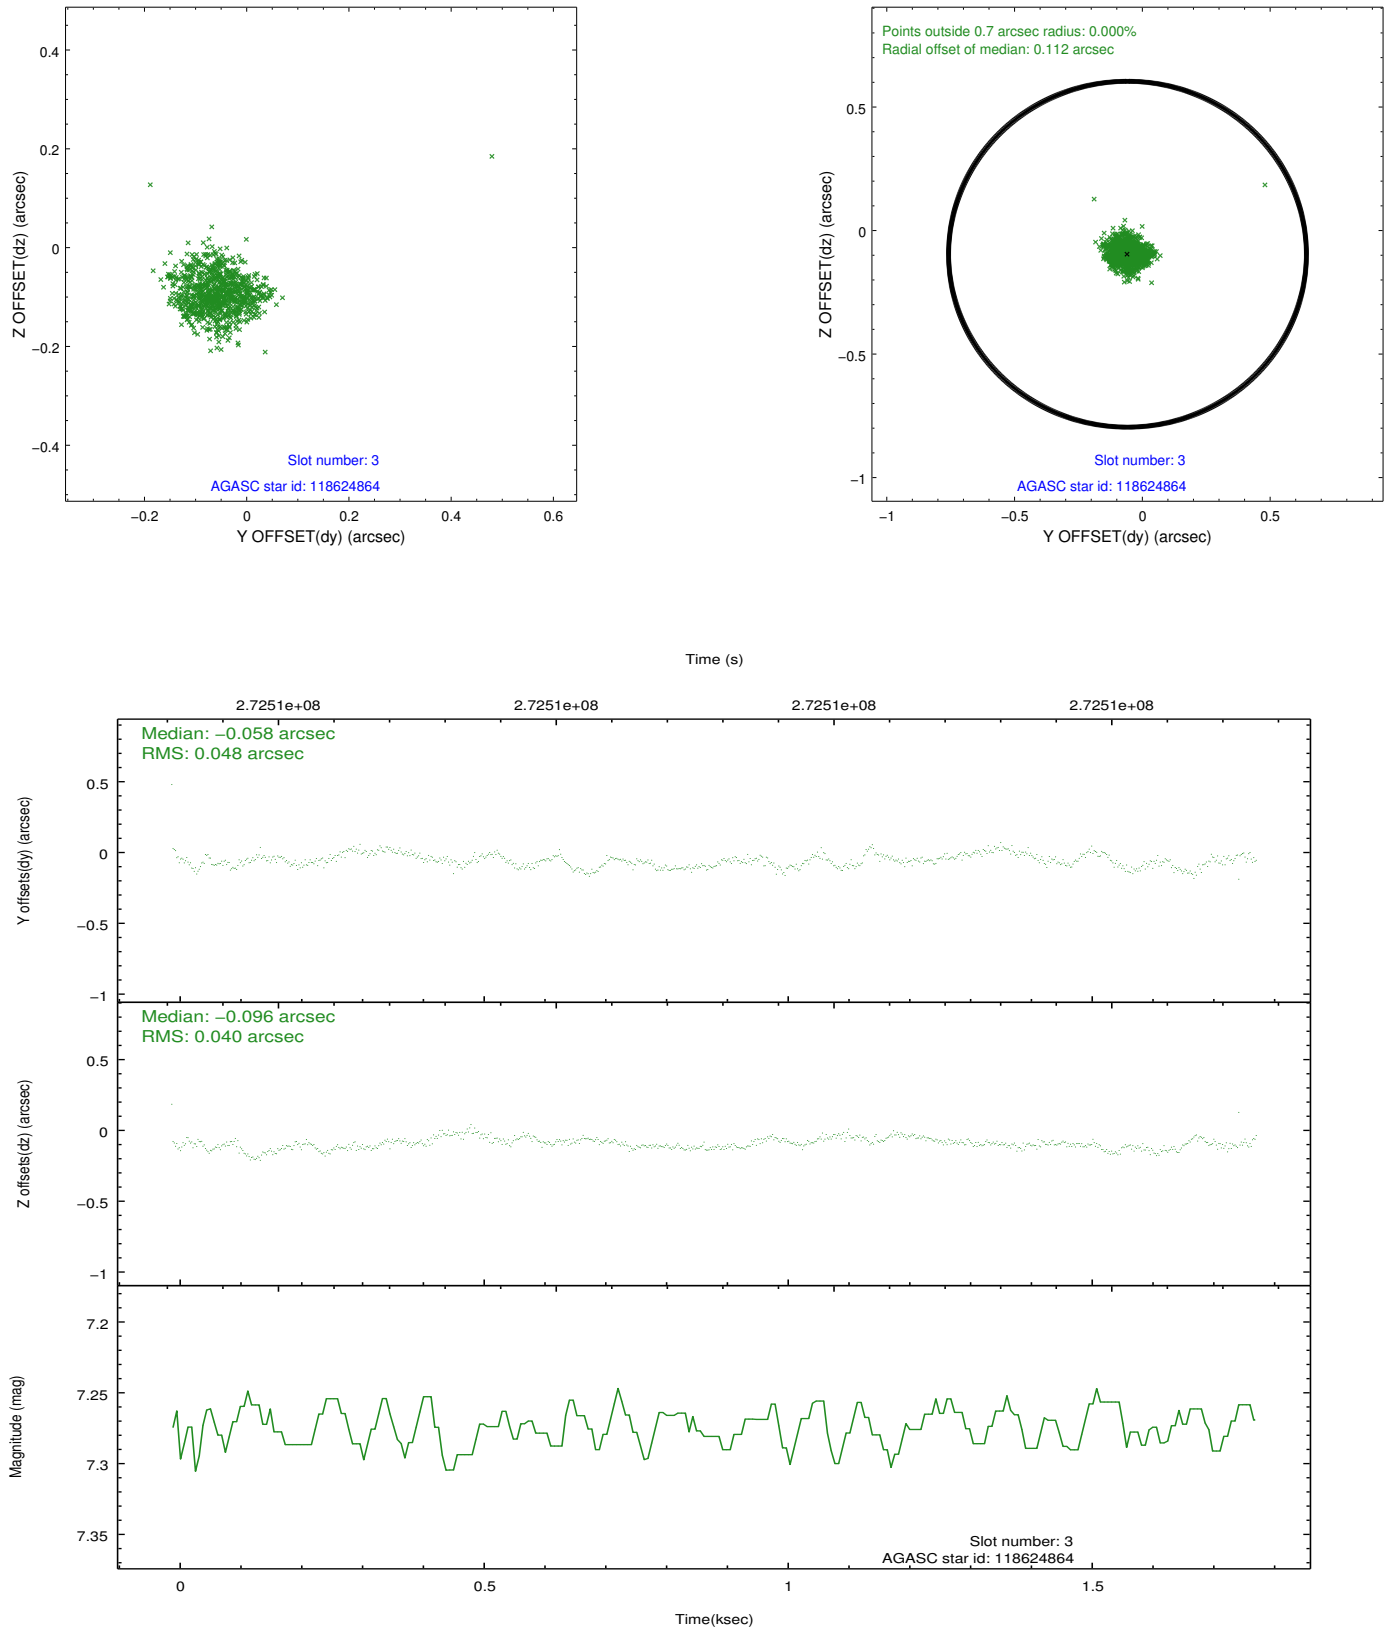 0.4
0.2
0
−0.2
−0.4
Z OFFSET(dz) (arcsec)
Slot number: 3
AGASC star id: 118624864
−0.2 0 0.2 0.4 0.6
Y OFFSET(dy) (arcsec)
Points outside 0.7 arcsec radius: 0.000%
Radial offset of median: 0.112 arcsec
0.5
0
−0.5
−1
Z OFFSET(dz) (arcsec)
Slot number: 3
AGASC star id: 118624864
−1 −0.5 0 0.5
Y OFFSET(dy) (arcsec)
Time (s)
2.7251e+08 2.7251e+08 2.7251e+08 2.7251e+08
Median: −0.058 arcsec
RMS: 0.048 arcsec
0.5
0
−0.5
−1
Y offsets(dy) (arcsec)
Median: −0.096 arcsec
RMS: 0.040 arcsec
0.5
0
−0.5
−1
Z offsets(dz) (arcsec)
7.2
7.25
7.3
7.35
Magnitude (mag)
Slot number: 3
AGASC star id: 118624864
0 0.5 1 1.5
Time(ksec)